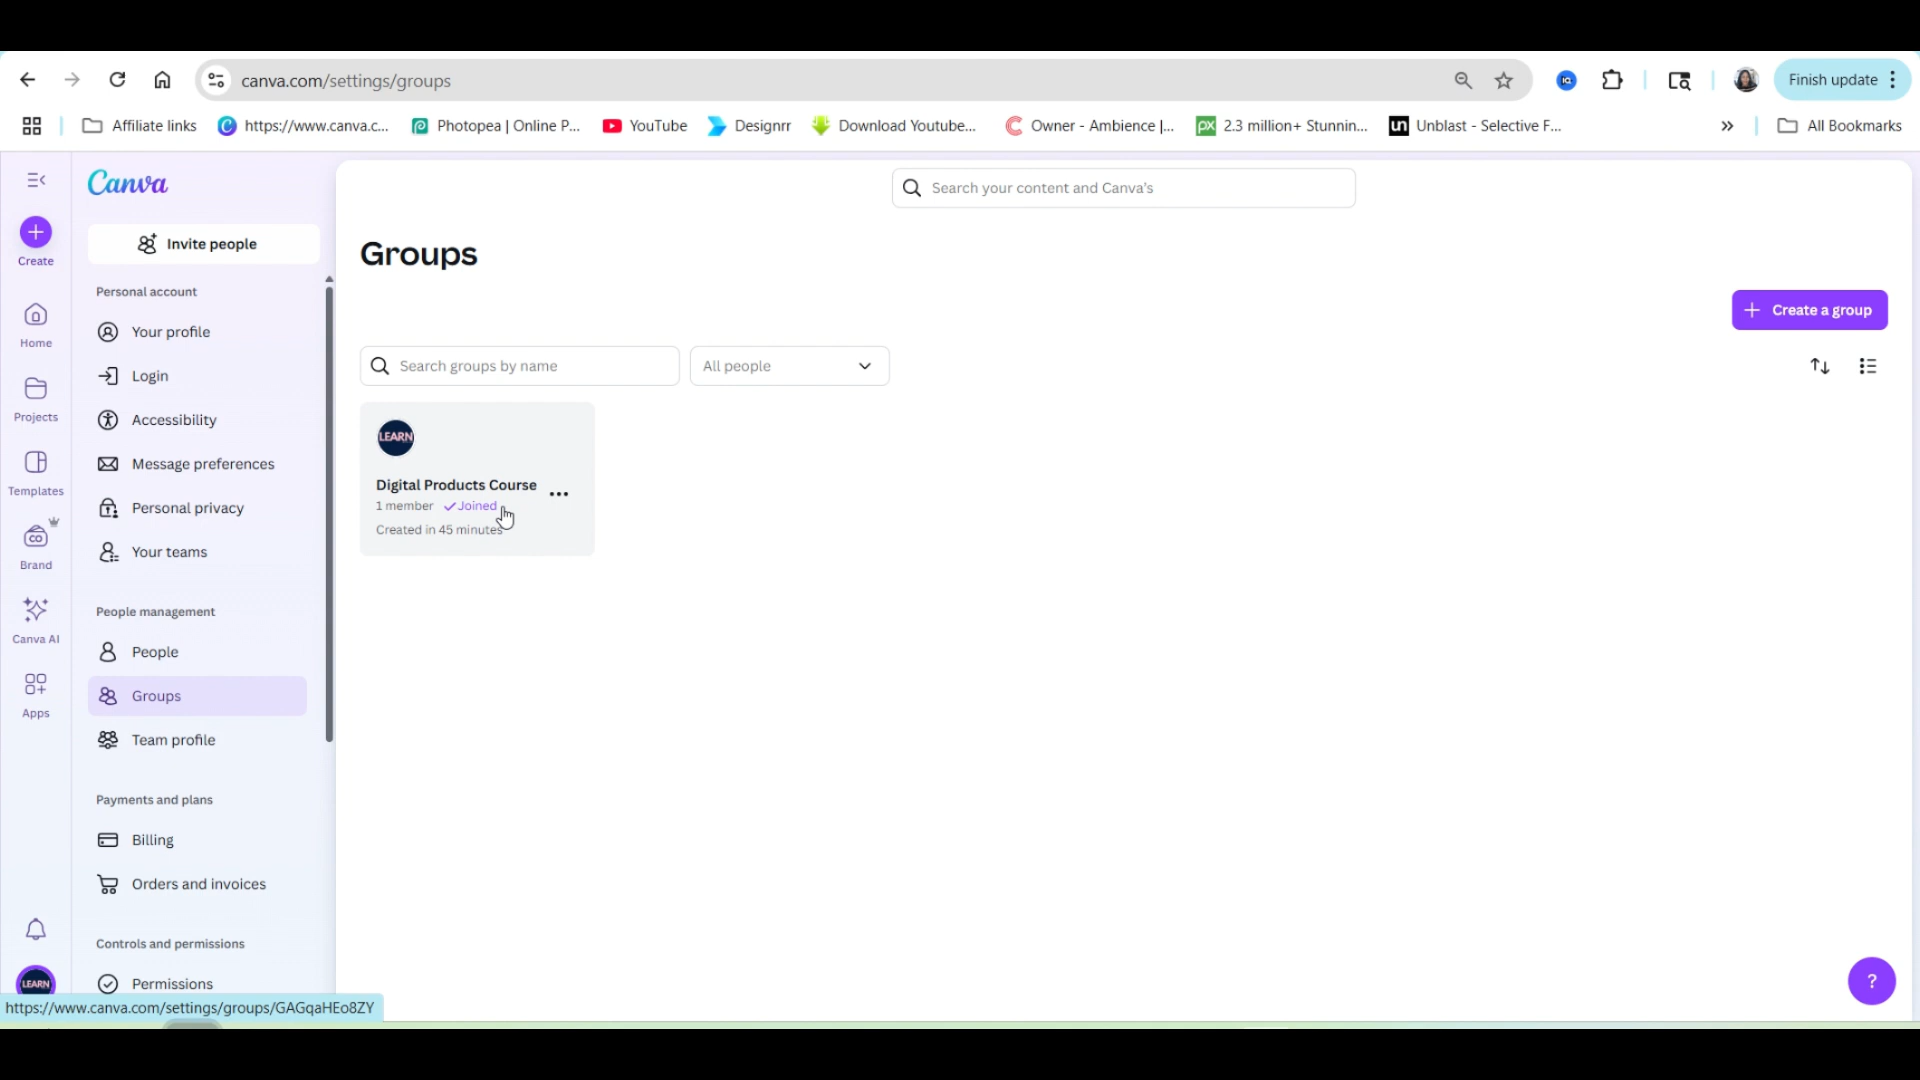 canva.com/settings/groups
Finish update
Affiliate links
https://www.canva.c...
Photopea | Online P...
YouTube
Designrr
Download Youtube...
Owner - Ambience |...
px 2.3 million+ Stunnin...
un Unblast - Selective F...
»
All Bookmarks
Canva
Search your content and Canva's
Create
Home
Projects
Templates
CO
Brand
Canva AI
Apps
LEARN
Invite people
Personal account
Your profile
Login
Accessibility
Message preferences
Personal privacy
Your teams
People management
People
Groups
Team profile
Payments and plans
Billing
Orders and invoices
Controls and permissions
Permissions
Groups
Create a group
Search groups by name
All people
LEARN
Digital Products Course
1 member Joined
Created in 45 minutes
?
https://www.canva.com/settings/groups/GAGqaHEo8ZY